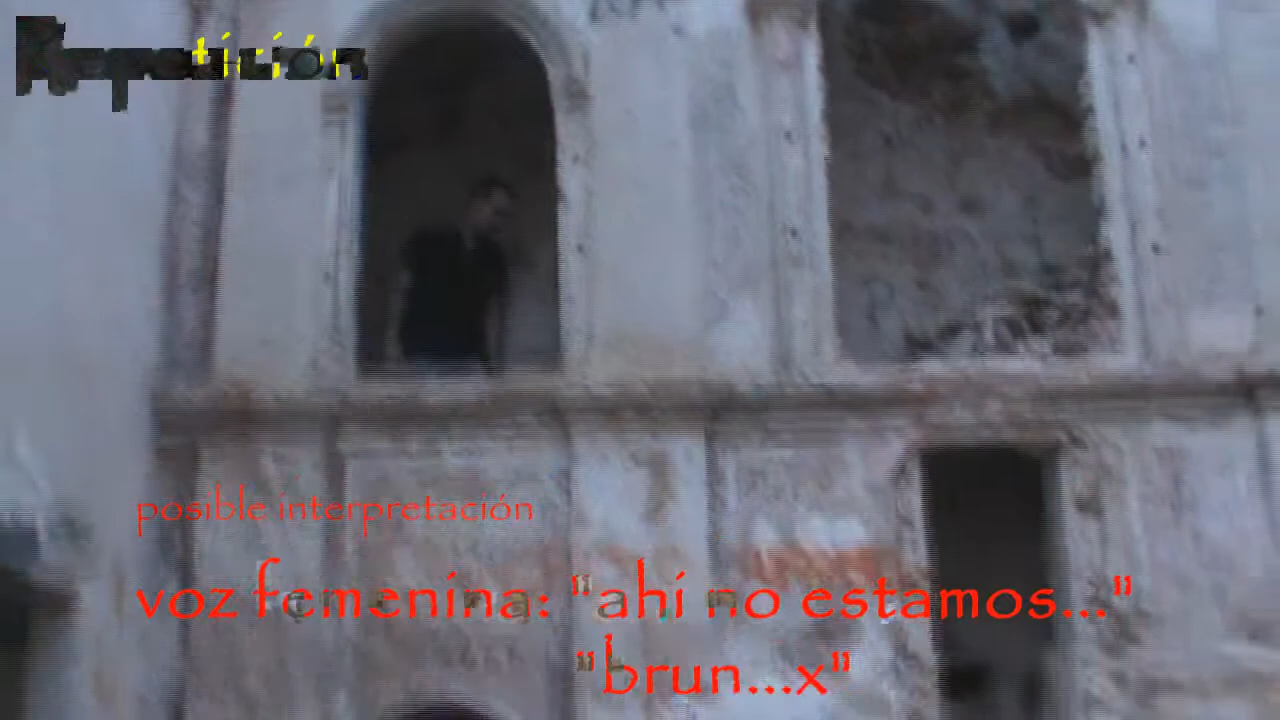 Repetición
posible interpretación
voz femenina: "ahí no estamos..."
"brun...x"